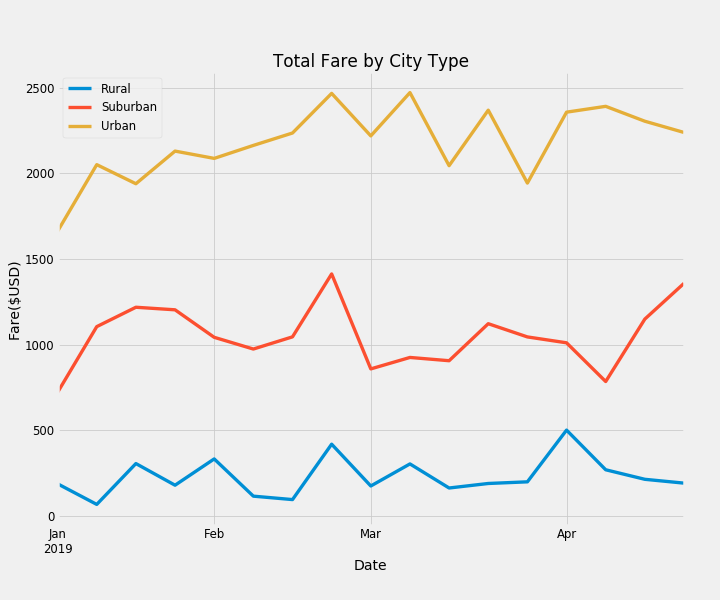 Total Fare by City Type
Rural
Suburban
Urban
2500
2000
1500
1000
500
0
Fare($USD)
Jan
2019
Feb
Mar
Apr
Date